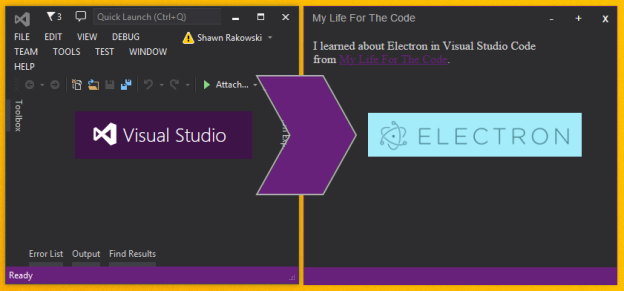 3
Quick Launch (Ctrl+Q)
FILE EDIT VIEW DEBUG
Shawn Rakowski
TEAM TOOLS TEST WINDOW
HELP
Attach...
Toolbox
Visual Studio
Error List Output Find Results
Ready
My Life For The Code - + x
I learned about Electron in Visual Studio Code
from My Life For The Code.
ELECTRON